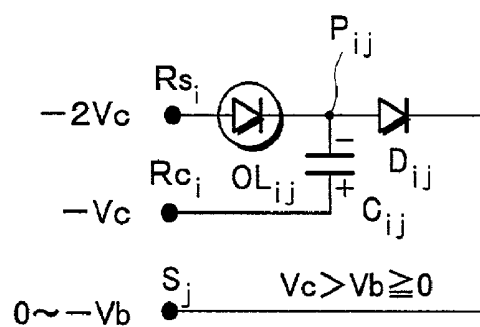 P_ij
Rs_i
−2Vc
OL_ij
−
D_ij
Rc_i
+
C_ij
−Vc
S_j
Vc>Vb≧0
0∼−Vb